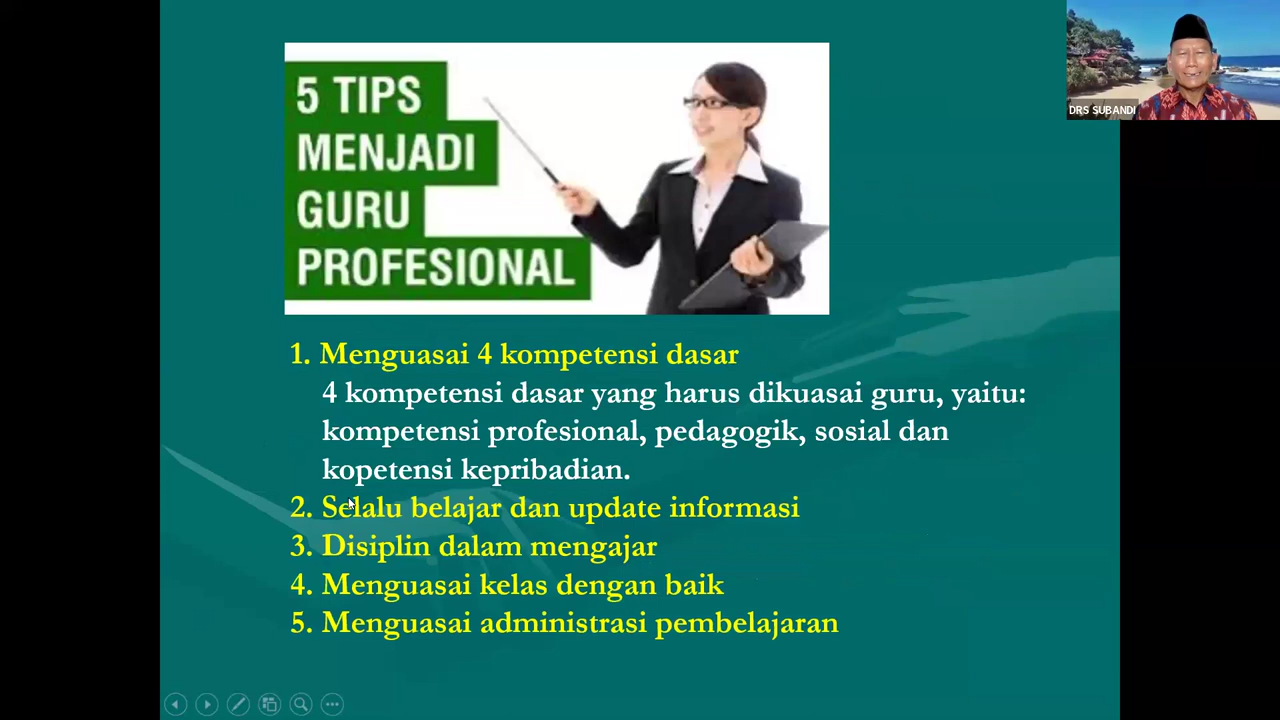 5 TIPS
MENJADI
GURU
PROFESIONAL
DRS SUBANDI
1. Menguasai 4 kompetensi dasar
4 kompetensi dasar yang harus dikuasai guru, yaitu:
kompetensi profesional, pedagogik, sosial dan
kopetensi kepribadian.
2. Selalu belajar dan update informasi
3. Disiplin dalam mengajar
4. Menguasai kelas dengan baik
5. Menguasai administrasi pembelajaran